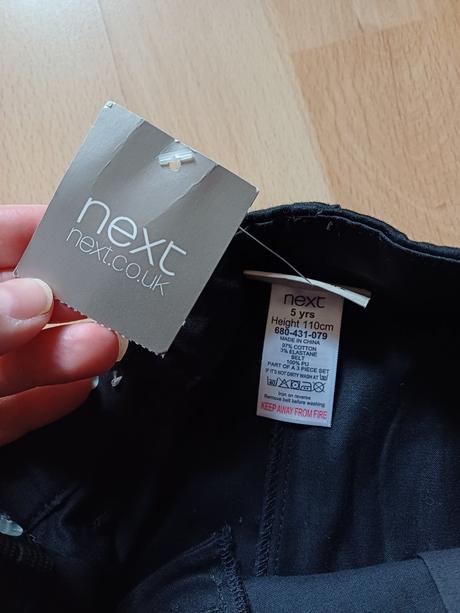 next
next.co.uk
next
5 yrs
Height 110cm
680-431-079
MADE IN CHINA
97% COTTON
3% ELASTANE
BELT
100% PU
PART OF A 3 PIECE SET
IF IT'S NOT DIRTY WASH AT
Iron on reverse
Remove belt before washing
KEEP AWAY FROM FIRE